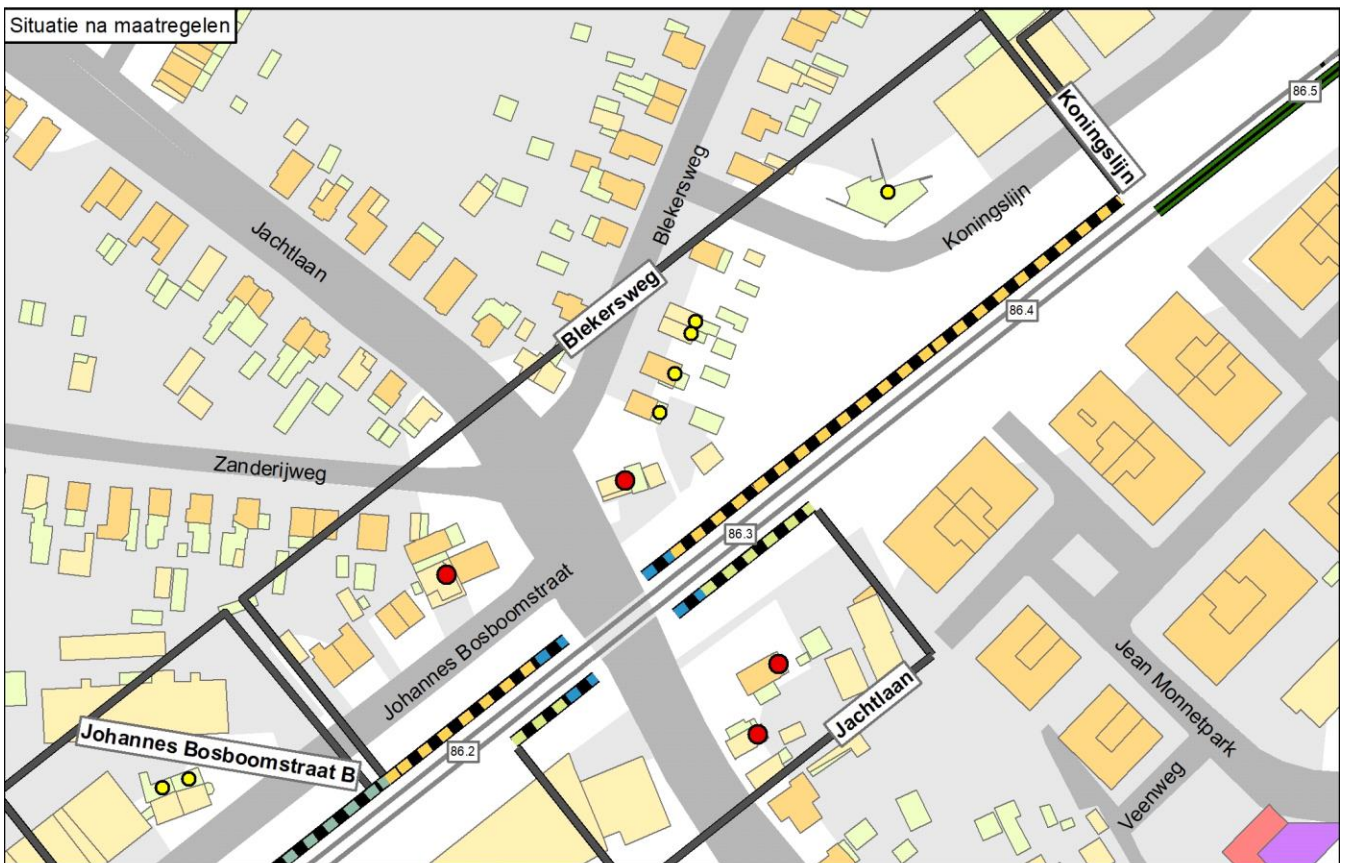 Situatie na maatregelen
86.5
Koningslijn
Jachtlaan
Blekersweg
Koningslijn
Blekersweg
86.4
Zanderijweg
86.3
Johannes Bosboomstraat
Jachtlaan
Jean Monnetpark
Johannes Bosboomstraat B
86.2
Veenweg